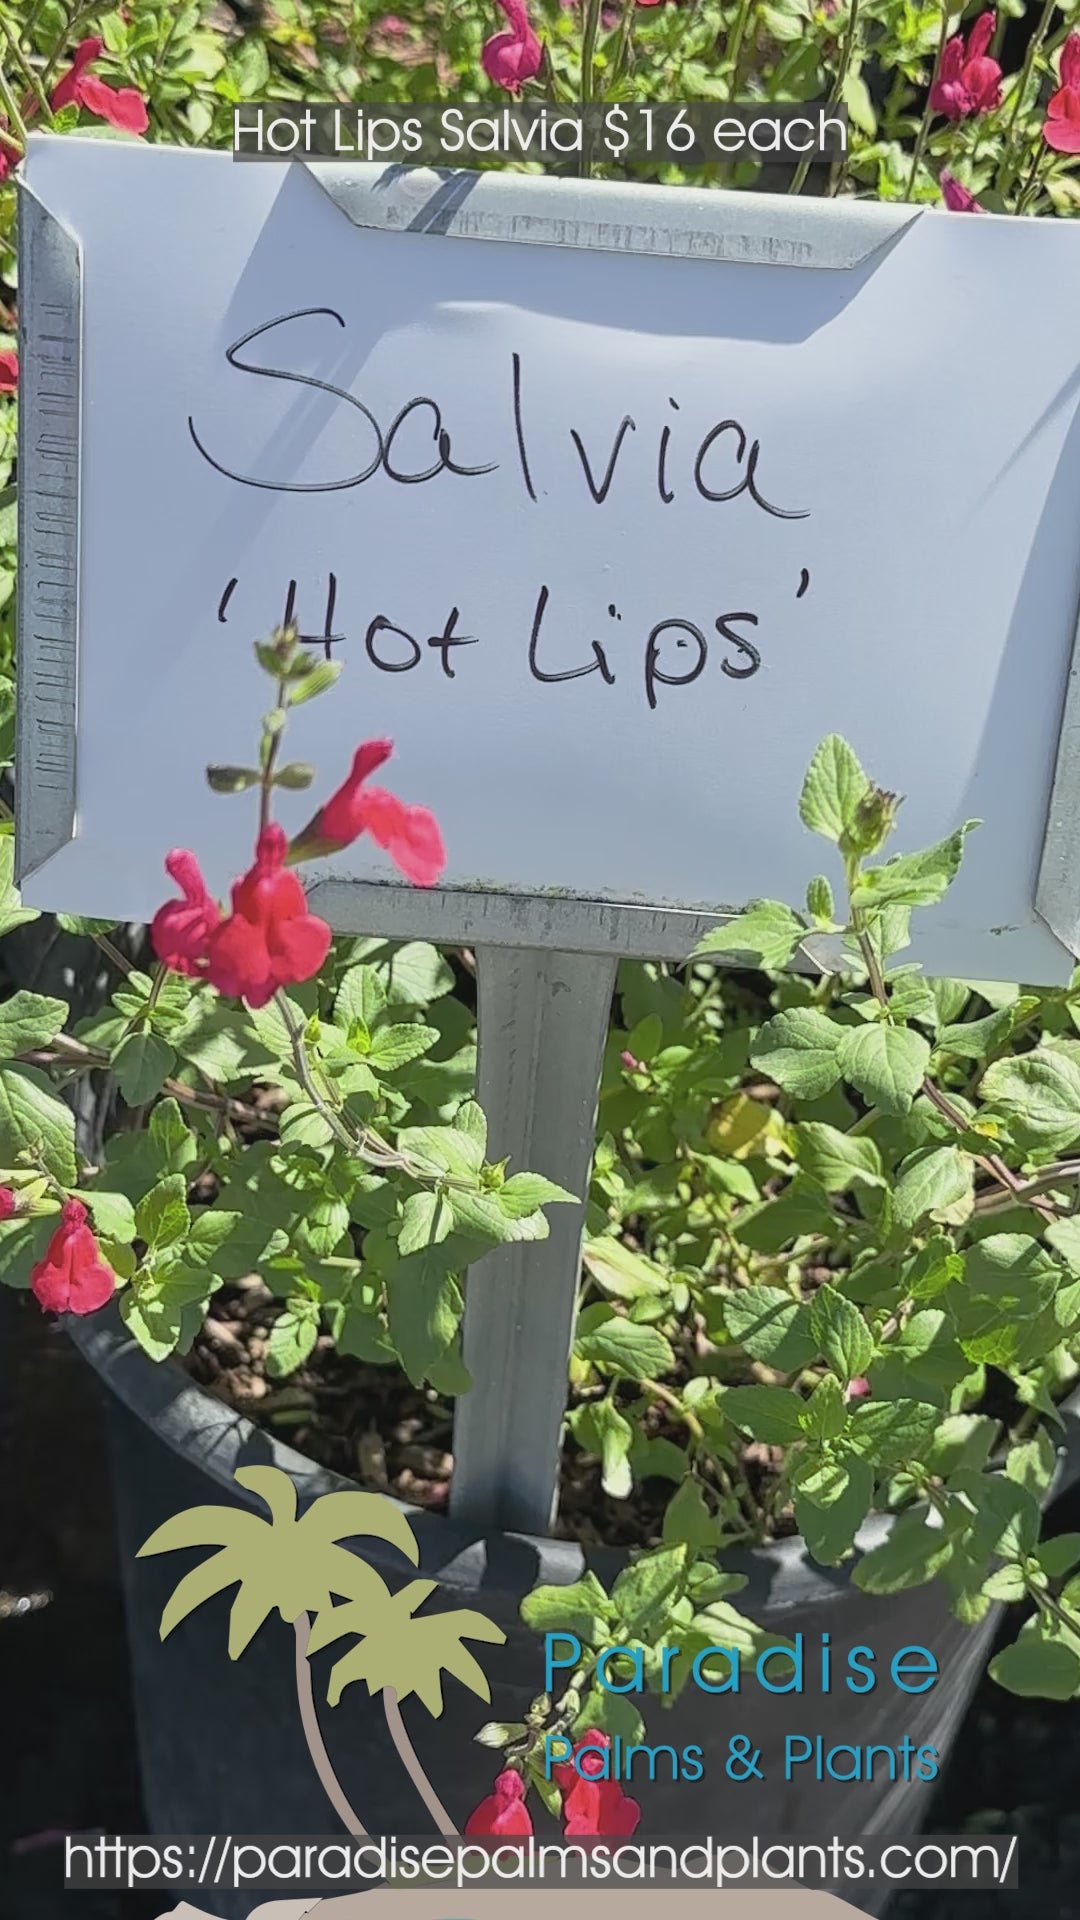 Hot Lips Salvia $16 each
Salvia
'Hot Lips'
Paradise
Palms & Plants
https://paradisepalmsandplants.com/